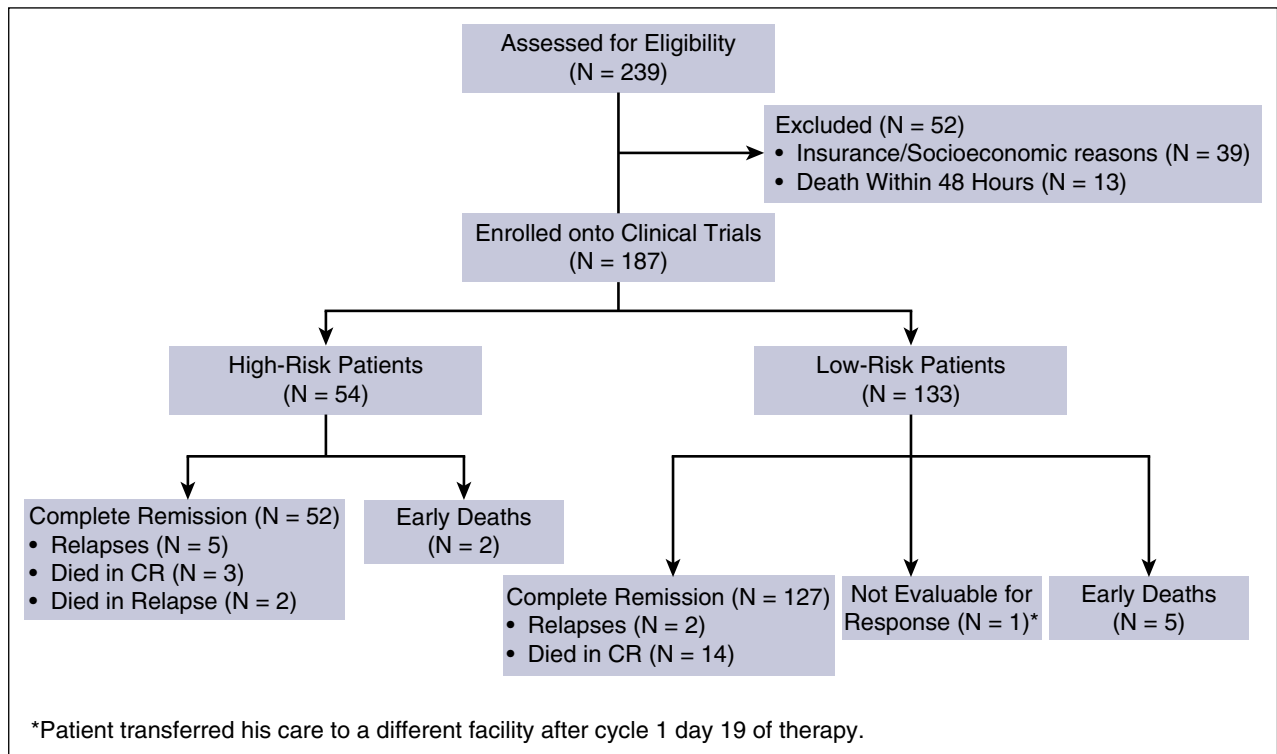 Assessed for Eligibility
(N = 239)
Excluded (N = 52)
• Insurance/Socioeconomic reasons (N = 39)
• Death Within 48 Hours (N = 13)
Enrolled onto Clinical Trials
(N = 187)
High-Risk Patients
(N = 54)
Low-Risk Patients
(N = 133)
Complete Remission (N = 52)
• Relapses (N = 5)
• Died in CR (N = 3)
• Died in Relapse (N = 2)
Early Deaths
(N = 2)
Complete Remission (N = 127)
• Relapses (N = 2)
• Died in CR (N = 14)
Not Evaluable for
Response (N = 1)*
Early Deaths
(N = 5)
*Patient transferred his care to a different facility after cycle 1 day 19 of therapy.